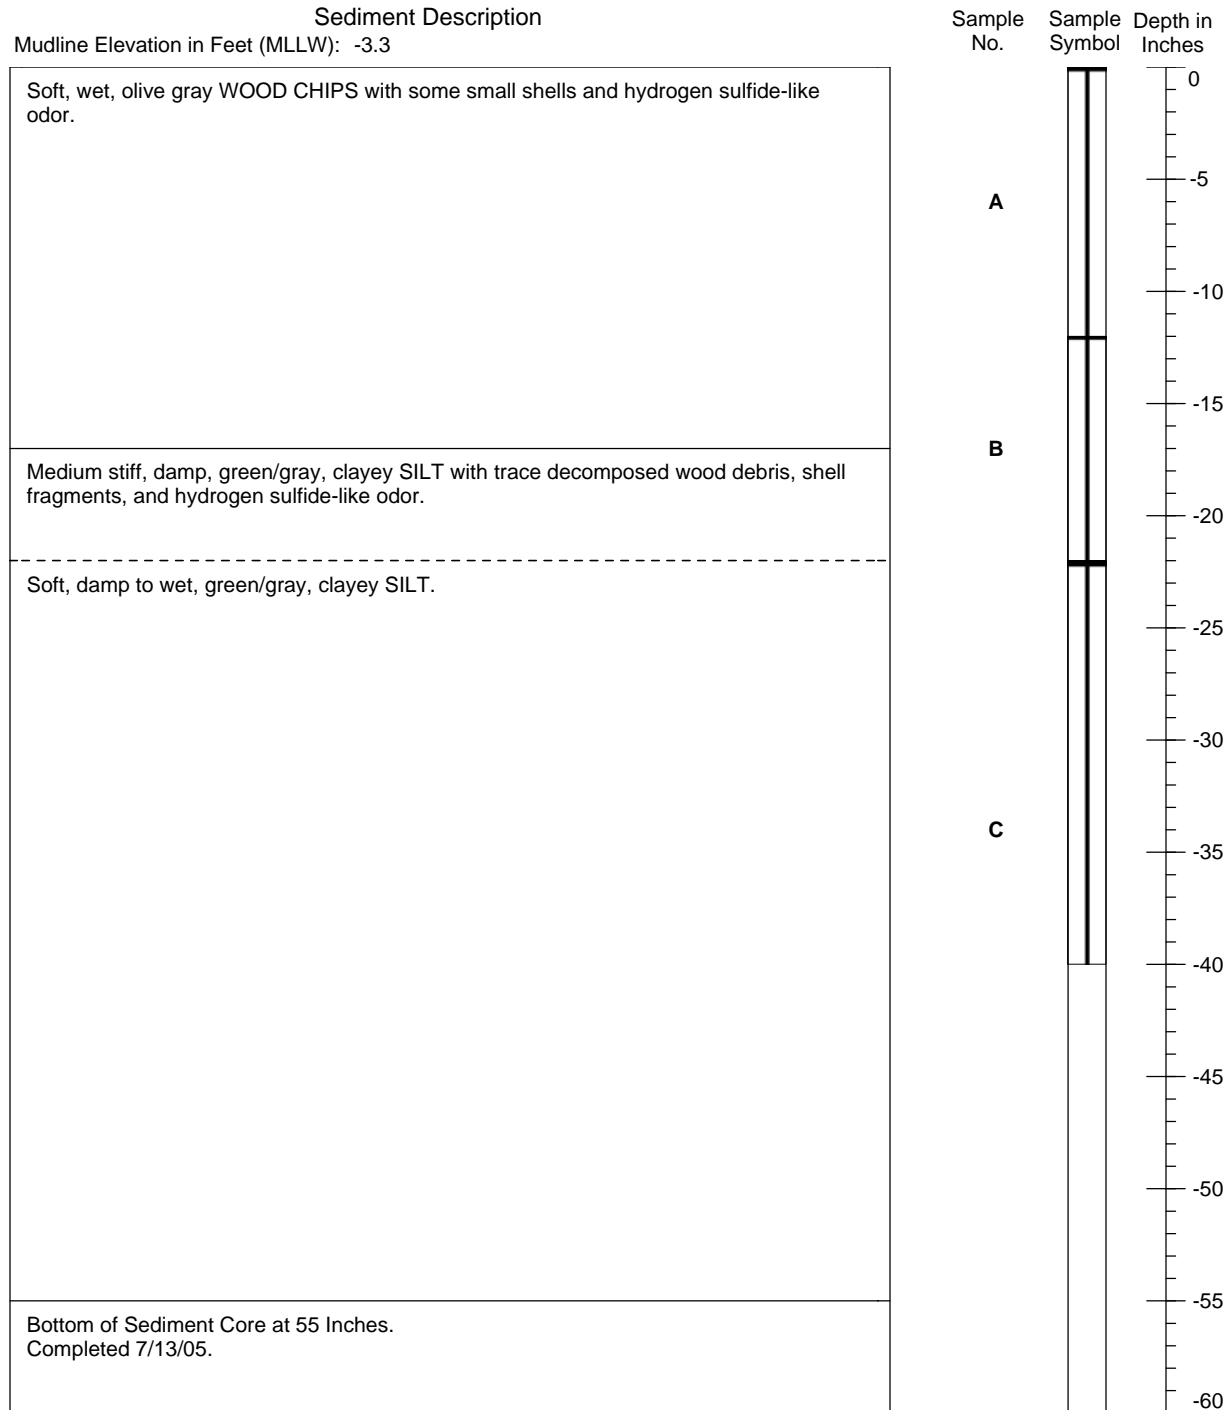 Sediment Description
Mudline Elevation in Feet (MLLW): -3.3
Sample No.
Sample Symbol
Depth in Inches
Soft, wet, olive gray WOOD CHIPS with some small shells and hydrogen sulfide-like
odor.
Medium stiff, damp, green/gray, clayey SILT with trace decomposed wood debris, shell
fragments, and hydrogen sulfide-like odor.
Soft, damp to wet, green/gray, clayey SILT.
Bottom of Sediment Core at 55 Inches.
Completed 7/13/05.
A
B
C
0
-5
-10
-15
-20
-25
-30
-35
-40
-45
-50
-55
-60